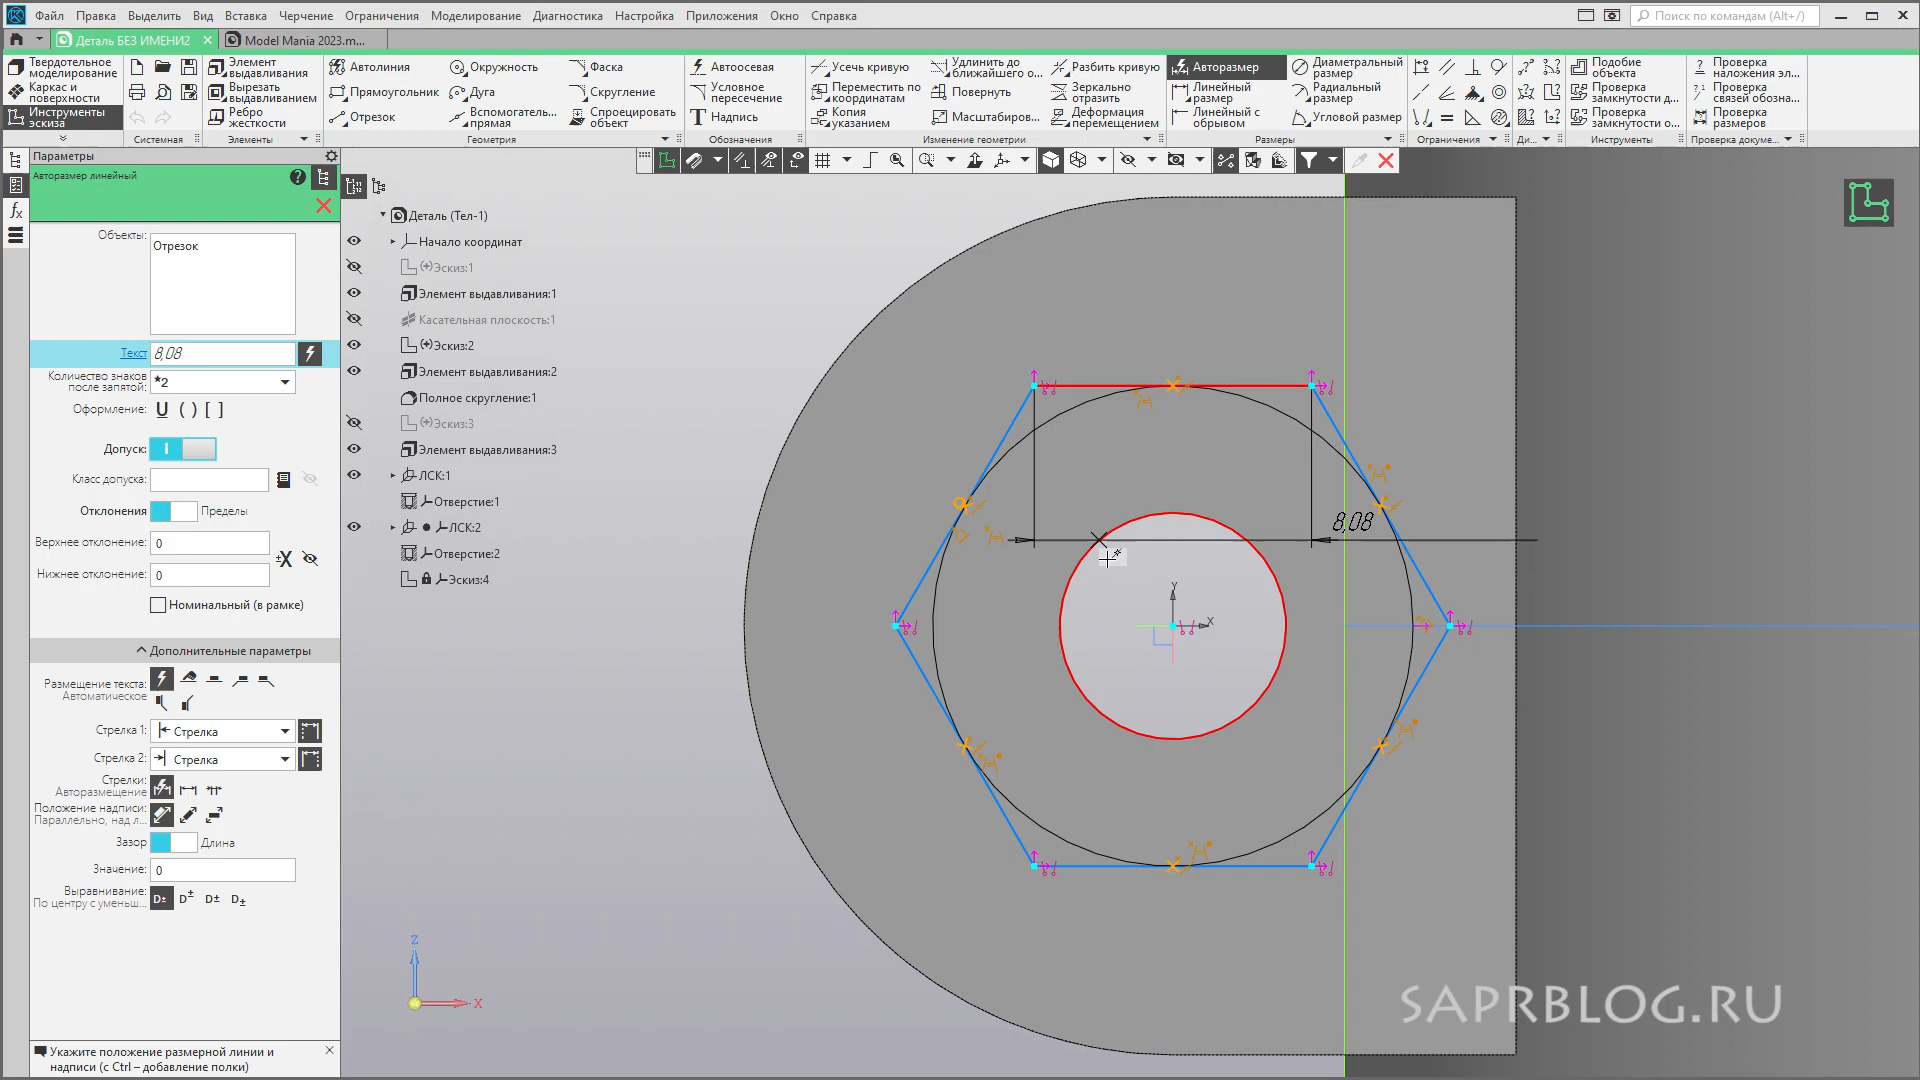 Файл Правка Выделить Вид Вставка Черчение Ограничения Моделирование Диагностика Настройка Приложения Окно Справка
Поиск по командам (Alt+/)
Деталь БЕЗ ИМЕНИ2
Model Mania 2023.m...
Твердотельное моделирование
Каркас и поверхности
Инструменты эскиза
Системная
Элемент выдавливания
Вырезать выдавливанием
Ребро жесткости
Элементы
Автолиния
Прямоугольник
Отрезок
Окружность
Дуга
Вспомогатель... прямая
Фаска
Скругление
Спроецировать объект
Геометрия
Автоосевая
Условное пересечение
Надпись
Обозначения
Усечь кривую
Переместить по координатам
Копия указанием
Удлинить до ближайшего о...
Повернуть
Масштабиров...
Разбить кривую
Зеркально отразить
Деформация перемещением
Изменение геометрии
Авторазмер
Линейный размер
Линейный с обрывом
Диаметральный размер
Радиальный размер
Угловой размер
Размеры
Ограничения
Ди...
Подобие объекта
Проверка замкнутости д...
Проверка замкнутости о...
Инструменты
Проверка наложения эл...
Проверка связей обозна...
Проверка размеров
Проверка докуме...
Параметры
Авторазмер линейный
Объекты:
Отрезок
Текст
8,08
Количество знаков после запятой:
*2
Оформление:
U ( ) [ ]
Допуск:
Класс допуска:
Отклонения
Пределы
Верхнее отклонение:
0
Нижнее отклонение:
0
±X
Номинальный (в рамке)
Дополнительные параметры
Размещение текста:
Автоматическое
Стрелка 1:
Стрелка
Стрелка 2:
Стрелка
Стрелки:
Авторазмещение
Положение надписи:
Параллельно, над л...
Зазор
Длина
Значение:
0
Выравнивание:
По центру с уменьш...
D± D± D± D±
Укажите положение размерной линии и
надписи (с Ctrl – добавление полки)
Деталь (Тел-1)
Начало координат
(+)Эскиз:1
Элемент выдавливания:1
Касательная плоскость:1
(+)Эскиз:2
Элемент выдавливания:2
Полное скругление:1
(+)Эскиз:3
Элемент выдавливания:3
ЛСК:1
Отверстие:1
ЛСК:2
Отверстие:2
Эскиз:4
8,08
Y
X
Z
X
SAPRBLOG.RU